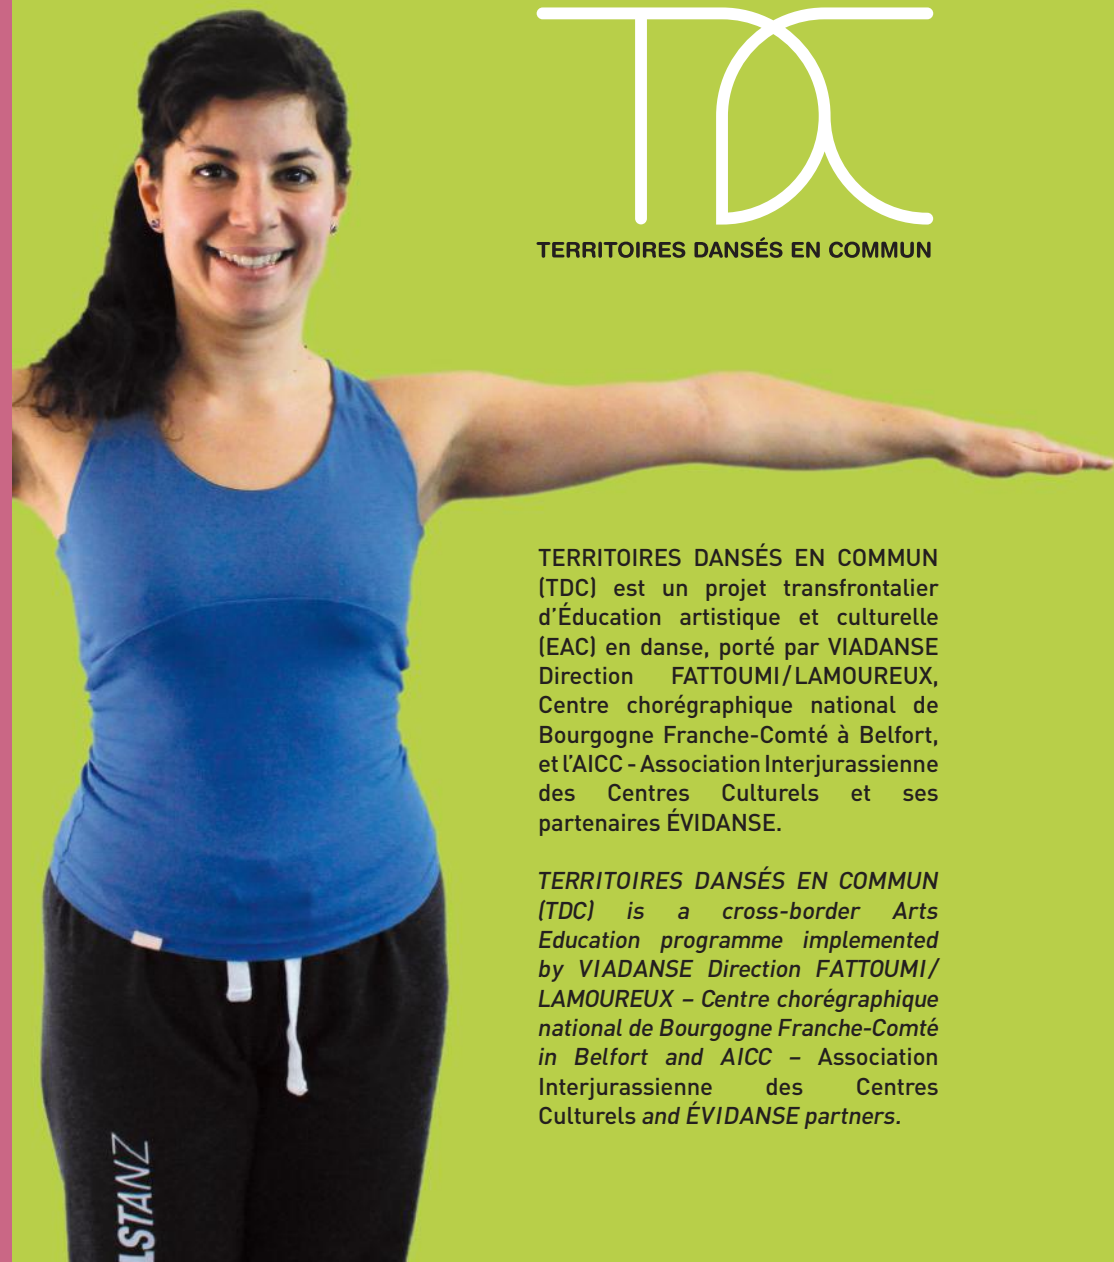 TDC
TERRITOIRES DANSÉS EN COMMUN
TERRITOIRES DANSÉS EN COMMUN
(TDC) est un projet transfrontalier
d’Éducation artistique et culturelle
(EAC) en danse, porté par VIADANSE
Direction FATTOUMI/LAMOUREUX,
Centre chorégraphique national de
Bourgogne Franche-Comté à Belfort,
et l’AICC - Association Interjurassienne
des Centres Culturels et ses
partenaires ÉVIDANSE.
TERRITOIRES DANSÉS EN COMMUN
(TDC) is a cross-border Arts
Education programme implemented
by VIADANSE Direction FATTOUMI/
LAMOUREUX – Centre chorégraphique
national de Bourgogne Franche-Comté
in Belfort and AICC – Association
Interjurassienne des Centres
Culturels and ÉVIDANSE partners.
LSTANZ